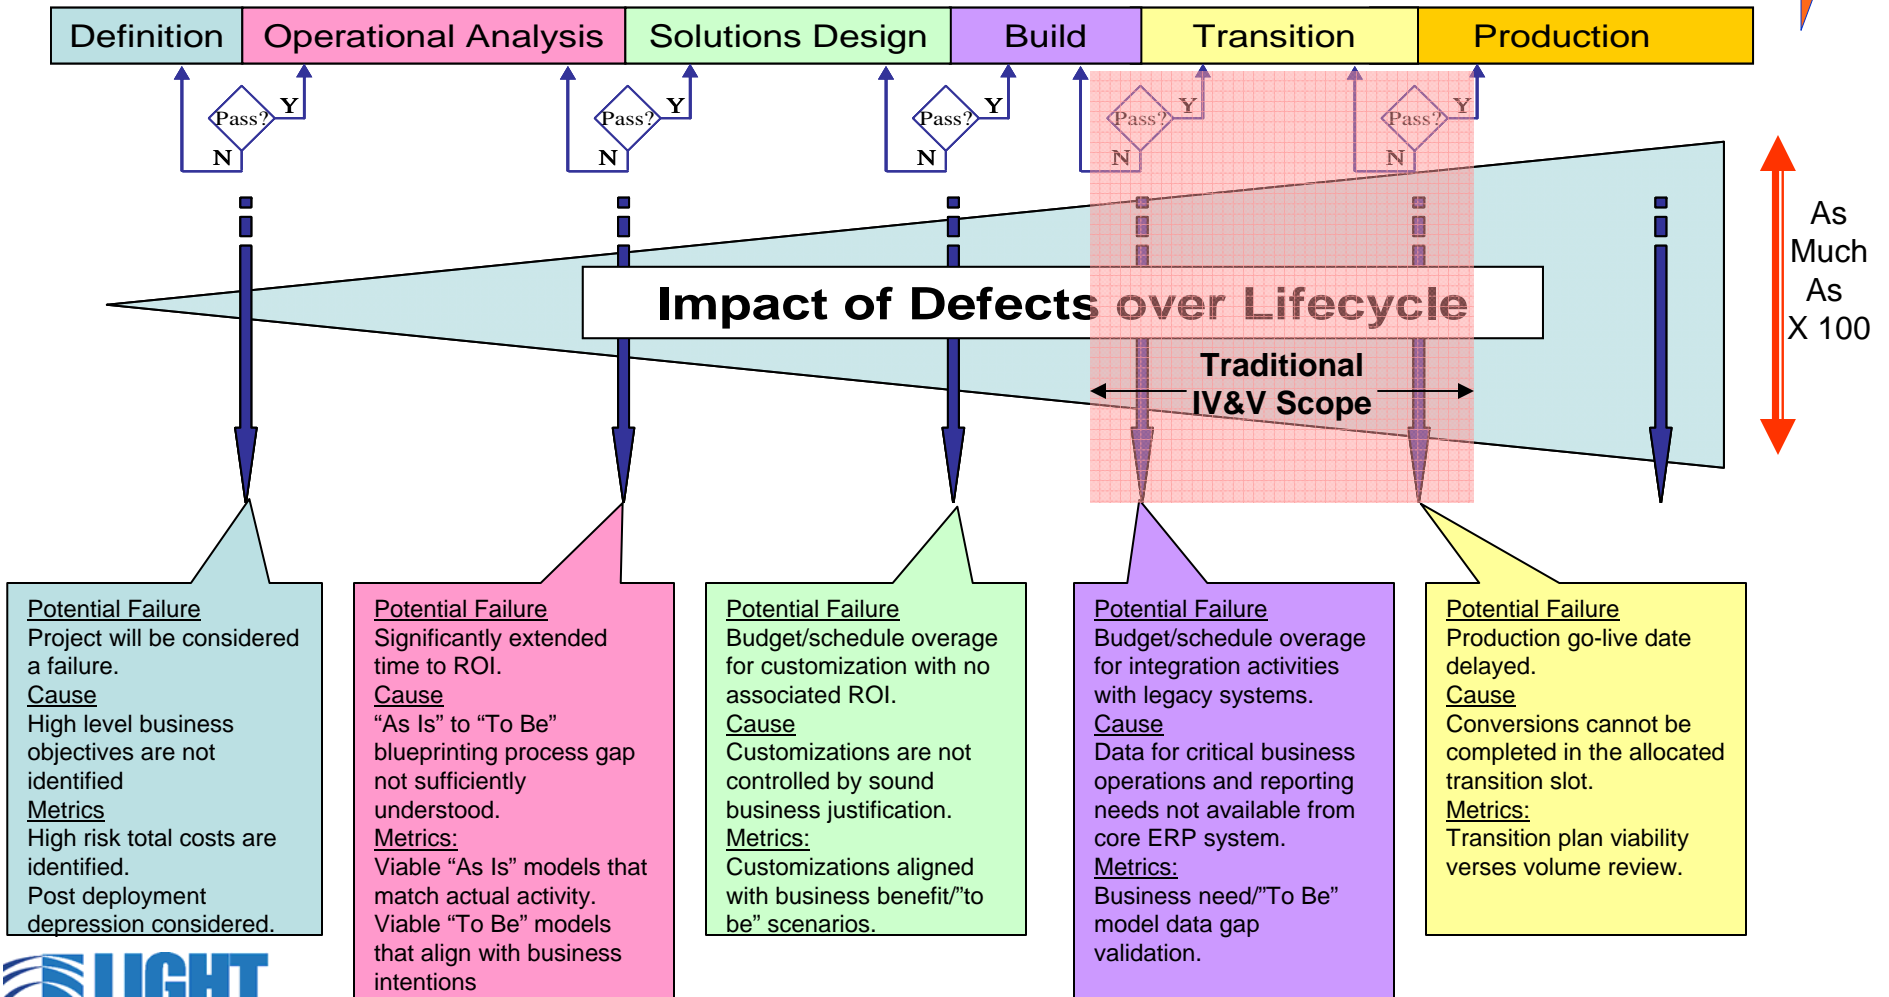 Definition
Operational Analysis
Solutions Design
Build
Transition
Production
Pass?
Y
N
Pass?
Y
N
Pass?
Y
N
Pass?
Y
N
Pass?
Y
N
Impact of Defects over Lifecycle
Traditional
IV&V Scope
As
Much
As
X 100
Potential Failure
Project will be considered
a failure.
Cause
High level business
objectives are not
identified
Metrics
High risk total costs are
identified.
Post deployment
depression considered.
Potential Failure
Significantly extended
time to ROI.
Cause
“As Is” to “To Be”
blueprinting process gap
not sufficiently
understood.
Metrics:
Viable “As Is” models that
match actual activity.
Viable “To Be” models
that align with business
intentions
Potential Failure
Budget/schedule overage
for customization with no
associated ROI.
Cause
Customizations are not
controlled by sound
business justification.
Metrics:
Customizations aligned
with business benefit/”to
be” scenarios.
Potential Failure
Budget/schedule overage
for integration activities
with legacy systems.
Cause
Data for critical business
operations and reporting
needs not available from
core ERP system.
Metrics:
Business need/”To Be”
model data gap
validation.
Potential Failure
Production go-live date
delayed.
Cause
Conversions cannot be
completed in the allocated
transition slot.
Metrics:
Transition plan viability
verses volume review.
LIGHT